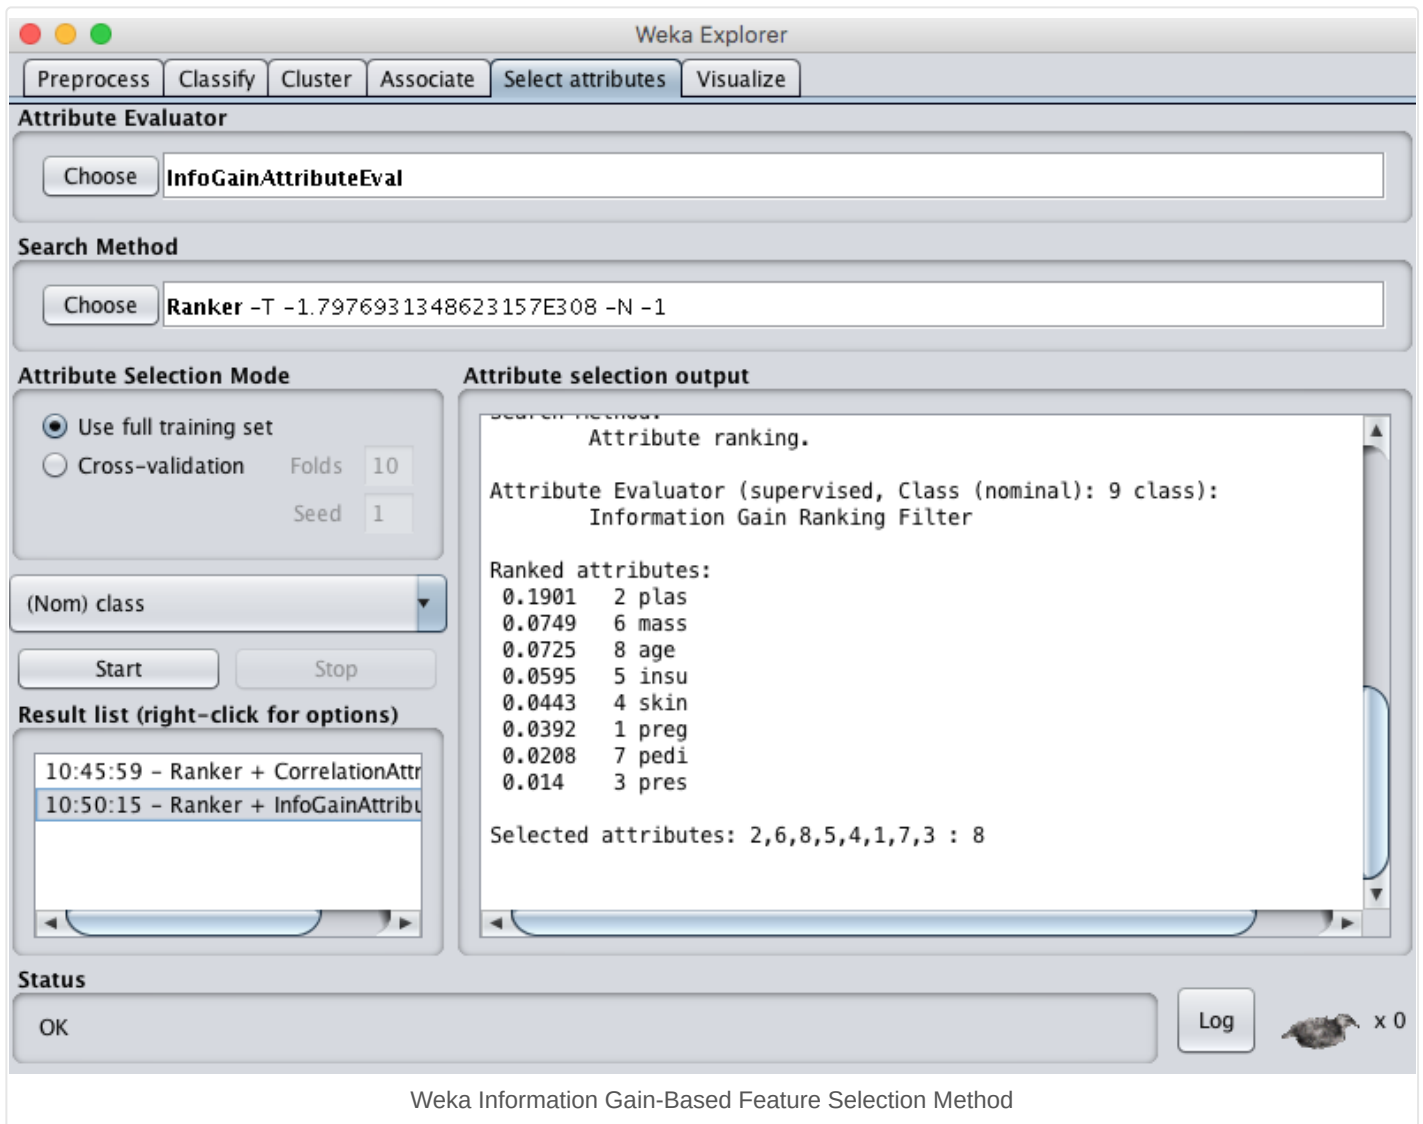 Weka Explorer
Preprocess Classify Cluster Associate Select attributes Visualize
Attribute Evaluator
Choose InfoGainAttributeEval
Search Method
Choose Ranker -T -1.7976931348623157E308 -N -1
Attribute Selection Mode
Use full training set
Cross-validation Folds 10
Seed 1
(Nom) class
Start Stop
Result list (right-click for options)
10:45:59 - Ranker + CorrelationAttr
10:50:15 - Ranker + InfoGainAttribu
Attribute selection output
Search Method:
Attribute ranking.
Attribute Evaluator (supervised, Class (nominal): 9 class):
Information Gain Ranking Filter
Ranked attributes:
0.1901 2 plas
0.0749 6 mass
0.0725 8 age
0.0595 5 insu
0.0443 4 skin
0.0392 1 preg
0.0208 7 pedi
0.014 3 pres
Selected attributes: 2,6,8,5,4,1,7,3 : 8
Status
OK
Log x 0
Weka Information Gain-Based Feature Selection Method